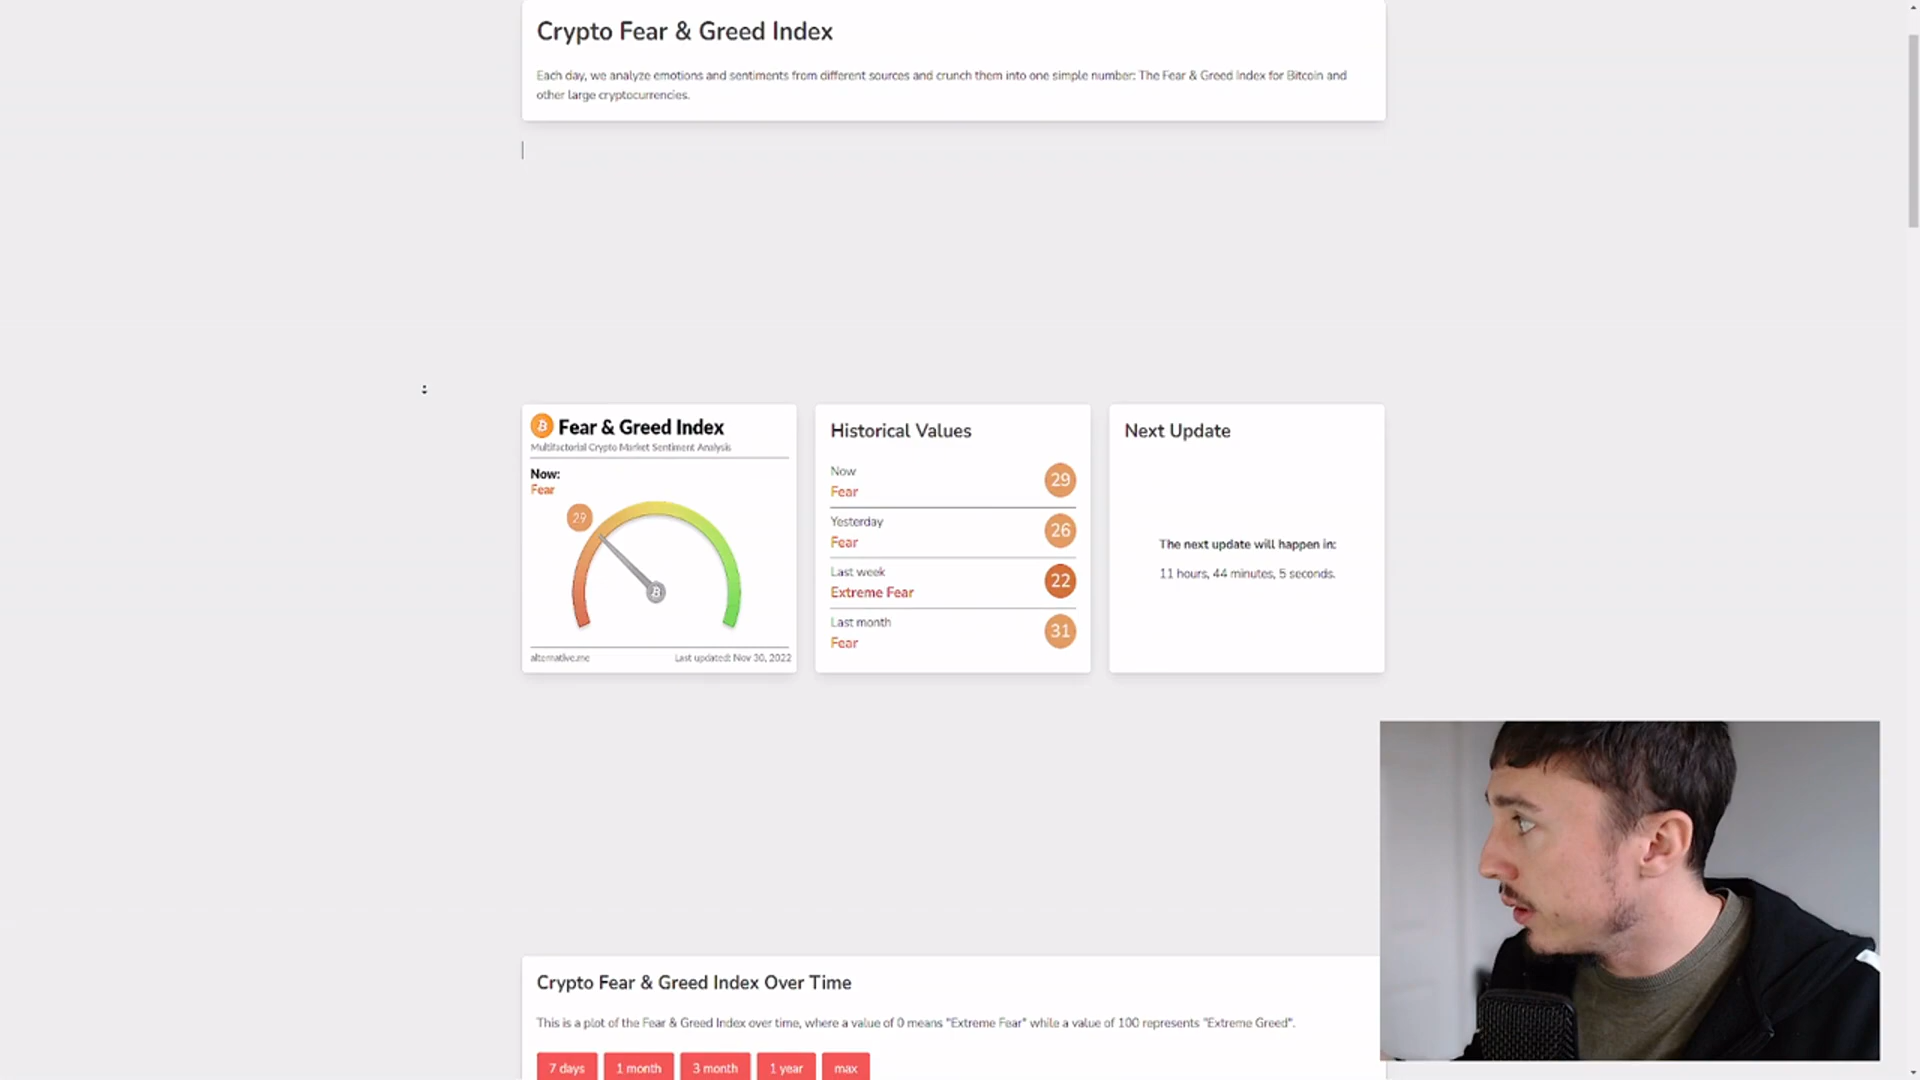 Crypto Fear & Greed Index
Each day, we analyze emotions and sentiments from different sources and crunch them into one simple number: The Fear & Greed Index for Bitcoin and
other large cryptocurrencies.
Fear & Greed Index
Multifactorial Crypto Market Sentiment Analysis
Now:
Fear
29
alternative.me
Last updated: Nov 30, 2022
Historical Values
Now
Fear
29
Yesterday
Fear
26
Last week
Extreme Fear
22
Last month
Fear
31
Next Update
The next update will happen in:
11 hours, 44 minutes, 5 seconds.
Crypto Fear & Greed Index Over Time
This is a plot of the Fear & Greed Index over time, where a value of 0 means "Extreme Fear" while a value of 100 represents "Extreme Greed".
7 days
1 month
3 month
1 year
max